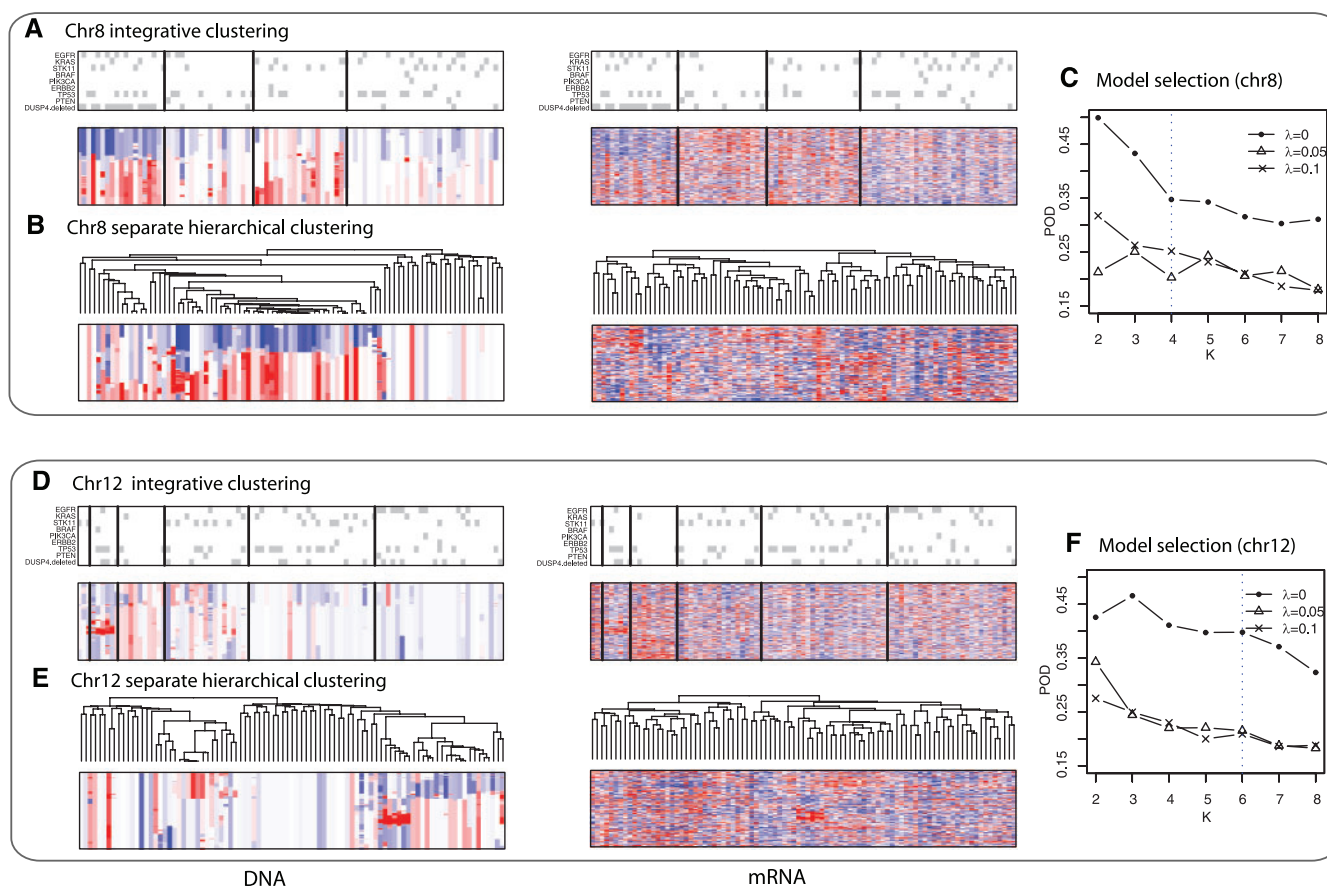 A Chr8 integrative clustering
EGFR
KRAS
STK11
BRAF
PIK3CA
ERBB2
TP53
PTEN
DUSP4.deleted
EGFR
KRAS
STK11
BRAF
PIK3CA
ERBB2
TP53
PTEN
DUSP4.deleted
B Chr8 separate hierarchical clustering
C Model selection (chr8)
POD
0.45
0.35
0.25
0.15
λ=0
λ=0.05
λ=0.1
2 3 4 5 6 7 8
K
D Chr12 integrative clustering
EGFR
KRAS
STK11
BRAF
PIK3CA
ERBB2
TP53
PTEN
DUSP4.deleted
EGFR
KRAS
STK11
BRAF
PIK3CA
ERBB2
TP53
PTEN
DUSP4.deleted
E Chr12 separate hierarchical clustering
F Model selection (chr12)
POD
0.45
0.35
0.25
0.15
λ=0
λ=0.05
λ=0.1
2 3 4 5 6 7 8
K
DNA
mRNA